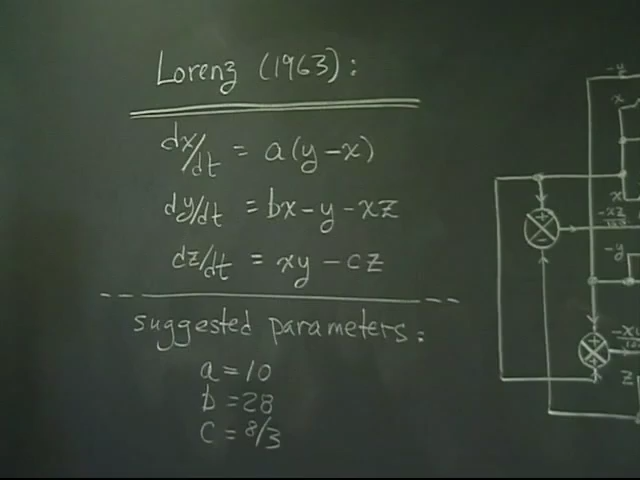 Lorenz (1963):
dx/dt = a(y-x)
dy/dt = bx-y-xz
dz/dt = xy-cz
suggested parameters:
a=10
b=28
c=8/3
-y
x
x
-y
z